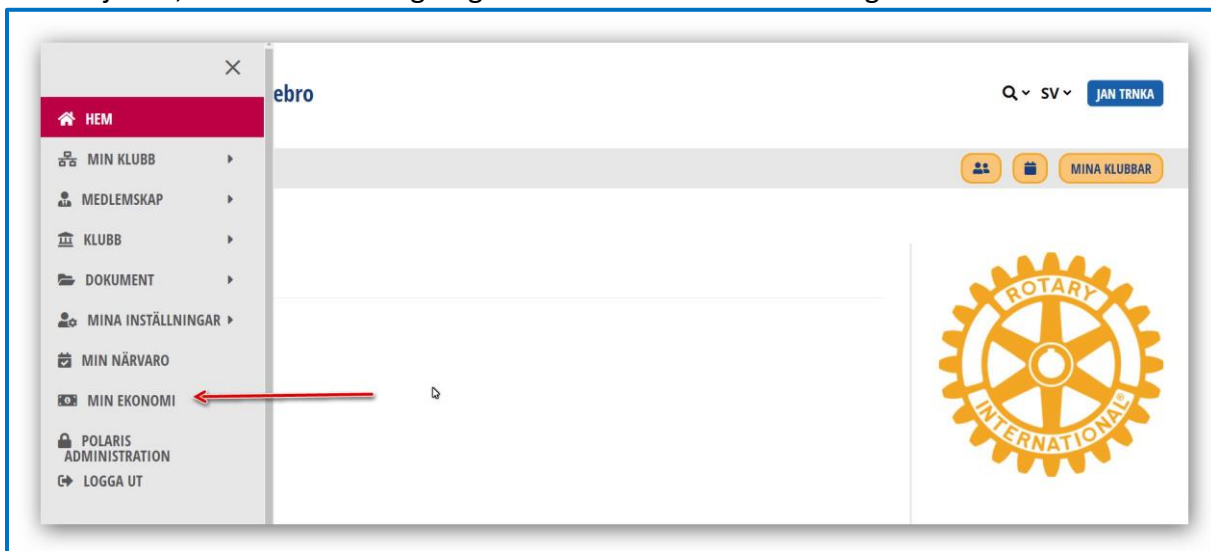 ebro
SV
JAN TRNKA
HEM
MIN KLUBB
MEDLEMSKAP
KLUBB
DOKUMENT
MINA INSTÄLLNINGAR
MIN NÄRVARO
MIN EKONOMI
POLARIS
ADMINISTRATION
LOGGA UT
MINA KLUBBAR
ROTARY
INTERNATIONAL